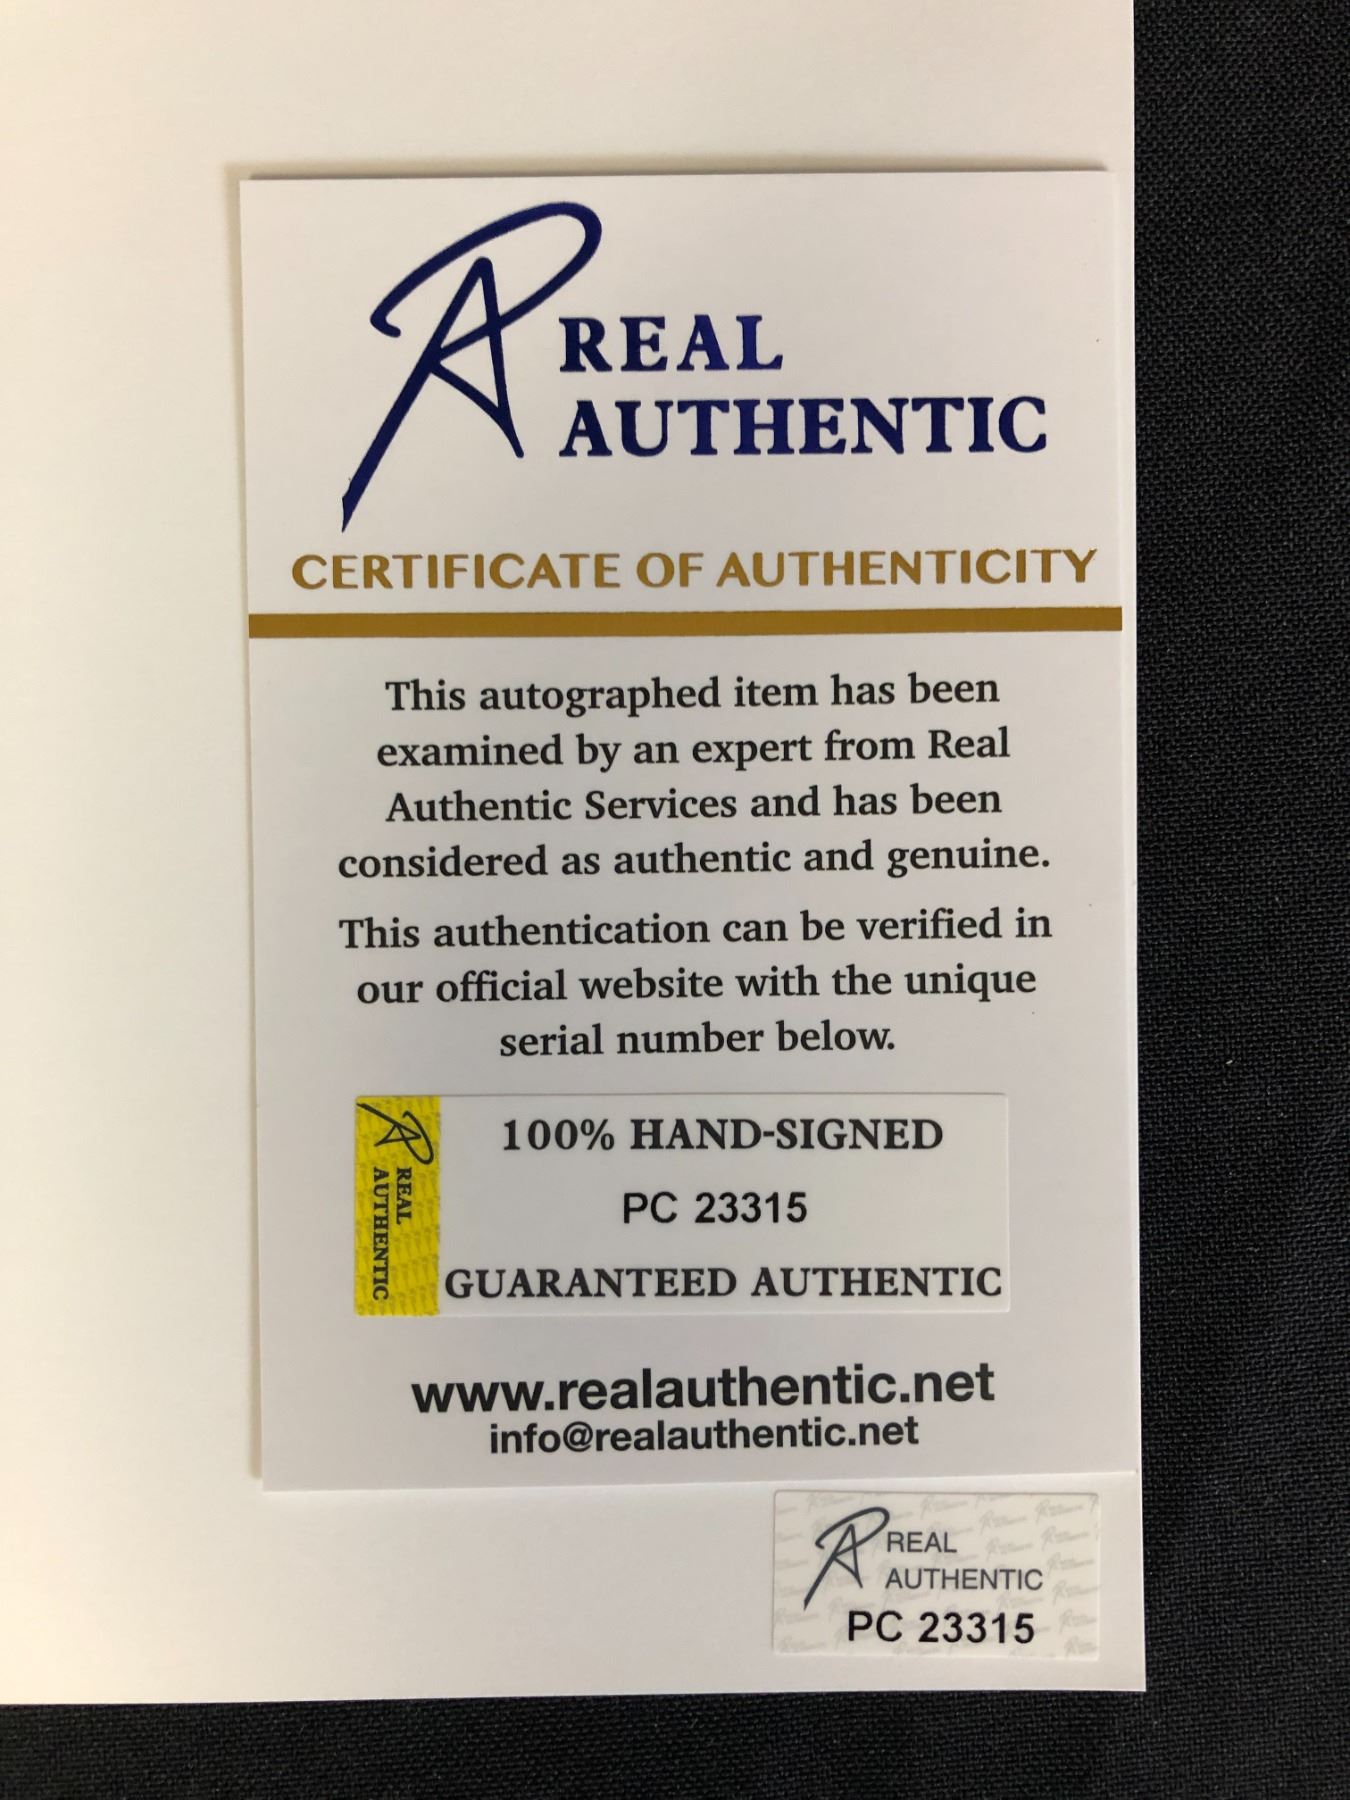 REAL
AUTHENTIC
CERTIFICATE OF AUTHENTICITY
This autographed item has been
examined by an expert from Real
Authentic Services and has been
considered as authentic and genuine.
This authentication can be verified in
our official website with the unique
serial number below.
REAL
AUTHENTIC
100% HAND-SIGNED
PC 23315
GUARANTEED AUTHENTIC
www.realauthentic.net
info@realauthentic.net
REAL
AUTHENTIC
PC 23315